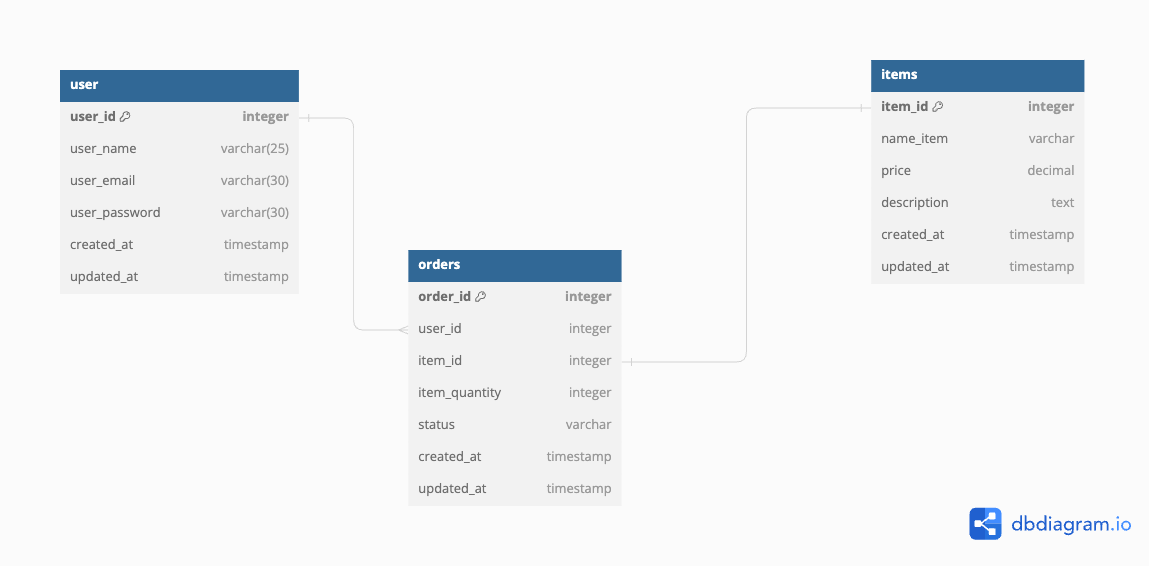 user
user_id integer
user_name varchar(25)
user_email varchar(30)
user_password varchar(30)
created_at timestamp
updated_at timestamp
items
item_id integer
name_item varchar
price decimal
description text
created_at timestamp
updated_at timestamp
orders
order_id integer
user_id integer
item_id integer
item_quantity integer
status varchar
created_at timestamp
updated_at timestamp
dbdiagram.io